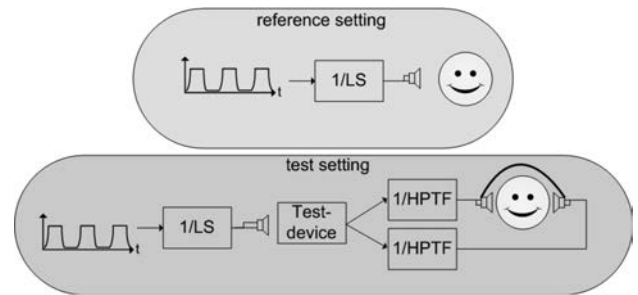 reference setting
t
1/LS
test setting
t
1/LS
Test-
device
1/HPTF
1/HPTF